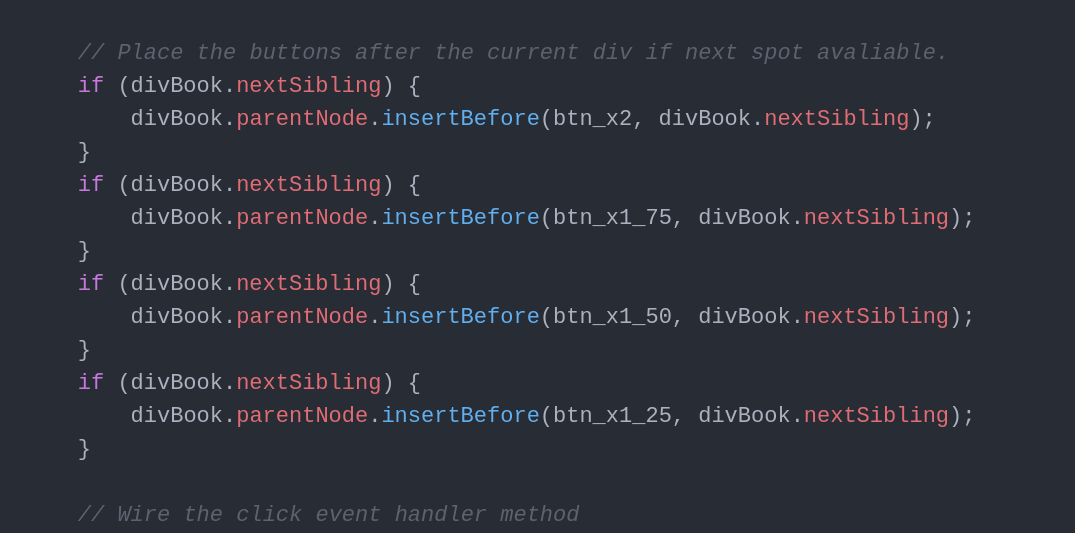 // Place the buttons after the current div if next spot avaliable.
if (divBook.nextSibling) {
    divBook.parentNode.insertBefore(btn_x2, divBook.nextSibling);
}
if (divBook.nextSibling) {
    divBook.parentNode.insertBefore(btn_x1_75, divBook.nextSibling);
}
if (divBook.nextSibling) {
    divBook.parentNode.insertBefore(btn_x1_50, divBook.nextSibling);
}
if (divBook.nextSibling) {
    divBook.parentNode.insertBefore(btn_x1_25, divBook.nextSibling);
}
// Wire the click event handler method